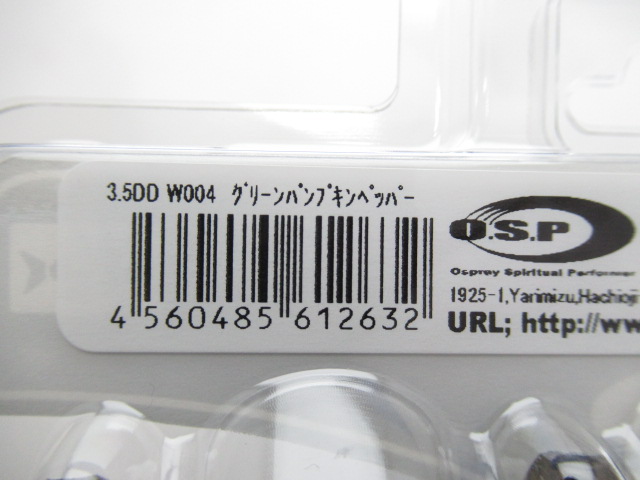 3.5DD W004 ｸﾞﾘｰﾝﾊﾟﾝﾌﾟｷﾝﾍﾟｯﾊﾟｰ
O.S.P
Osprey Spiritual Performer
1925-1,Yarimizu,Hachioji
4 560485 612632
URL; http://ww